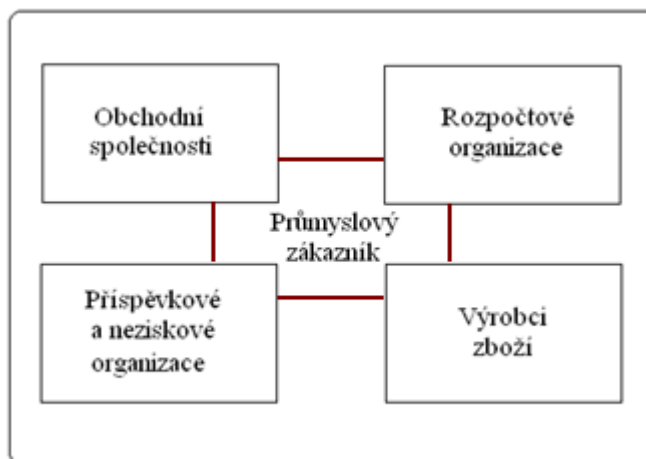 Obchodní
společnosti
Rozpočtové
organizace
Průmyslový
zákazník
Příspěvkové
a neziskové
organizace
Výrobci
zboží